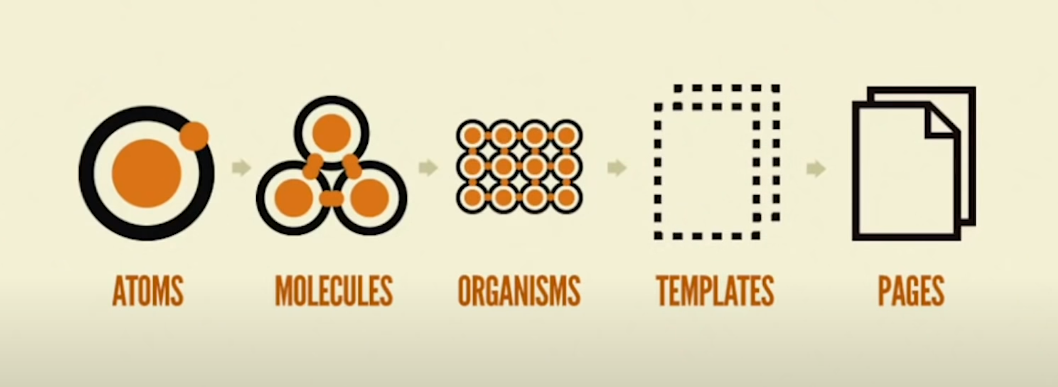 ATOMS
MOLECULES
ORGANISMS
TEMPLATES
PAGES